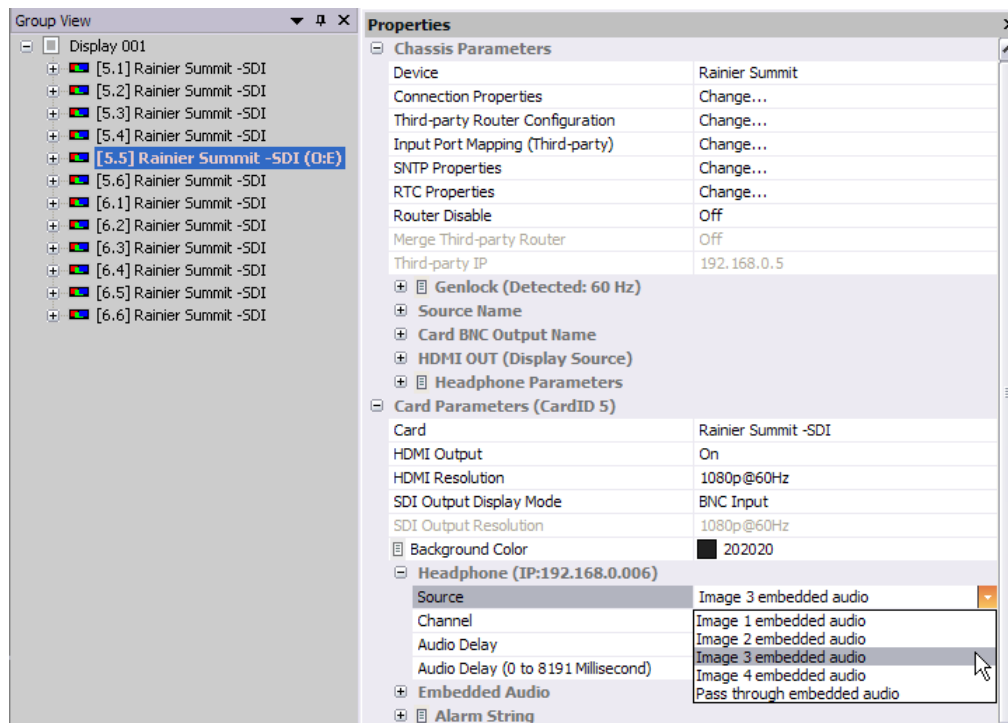 Group View
Display 001
[5.1] Rainier Summit -SDI
[5.2] Rainier Summit -SDI
[5.3] Rainier Summit -SDI
[5.4] Rainier Summit -SDI
[5.5] Rainier Summit -SDI (0:E)
[5.6] Rainier Summit -SDI
[6.1] Rainier Summit -SDI
[6.2] Rainier Summit -SDI
[6.3] Rainier Summit -SDI
[6.4] Rainier Summit -SDI
[6.5] Rainier Summit -SDI
[6.6] Rainier Summit -SDI
Properties
Chassis Parameters
Device Rainier Summit
Connection Properties Change...
Third-party Router Configuration Change...
Input Port Mapping (Third-party) Change...
SNTP Properties Change...
RTC Properties Change...
Router Disable Off
Merge Third-party Router Off
Third-party IP 192.168.0.5
Genlock (Detected: 60 Hz)
Source Name
Card BNC Output Name
HDMI OUT (Display Source)
Headphone Parameters
Card Parameters (CardID 5)
Card Rainier Summit -SDI
HDMI Output On
HDMI Resolution 1080p@60Hz
SDI Output Display Mode BNC Input
SDI Output Resolution 1080p@60Hz
Background Color 202020
Headphone (IP:192.168.0.006)
Source Image 3 embedded audio
Channel Image 1 embedded audio
Image 2 embedded audio
Audio Delay Image 3 embedded audio
Audio Delay (0 to 8191 Millisecond) Image 4 embedded audio
Embedded Audio Pass through embedded audio
Alarm String